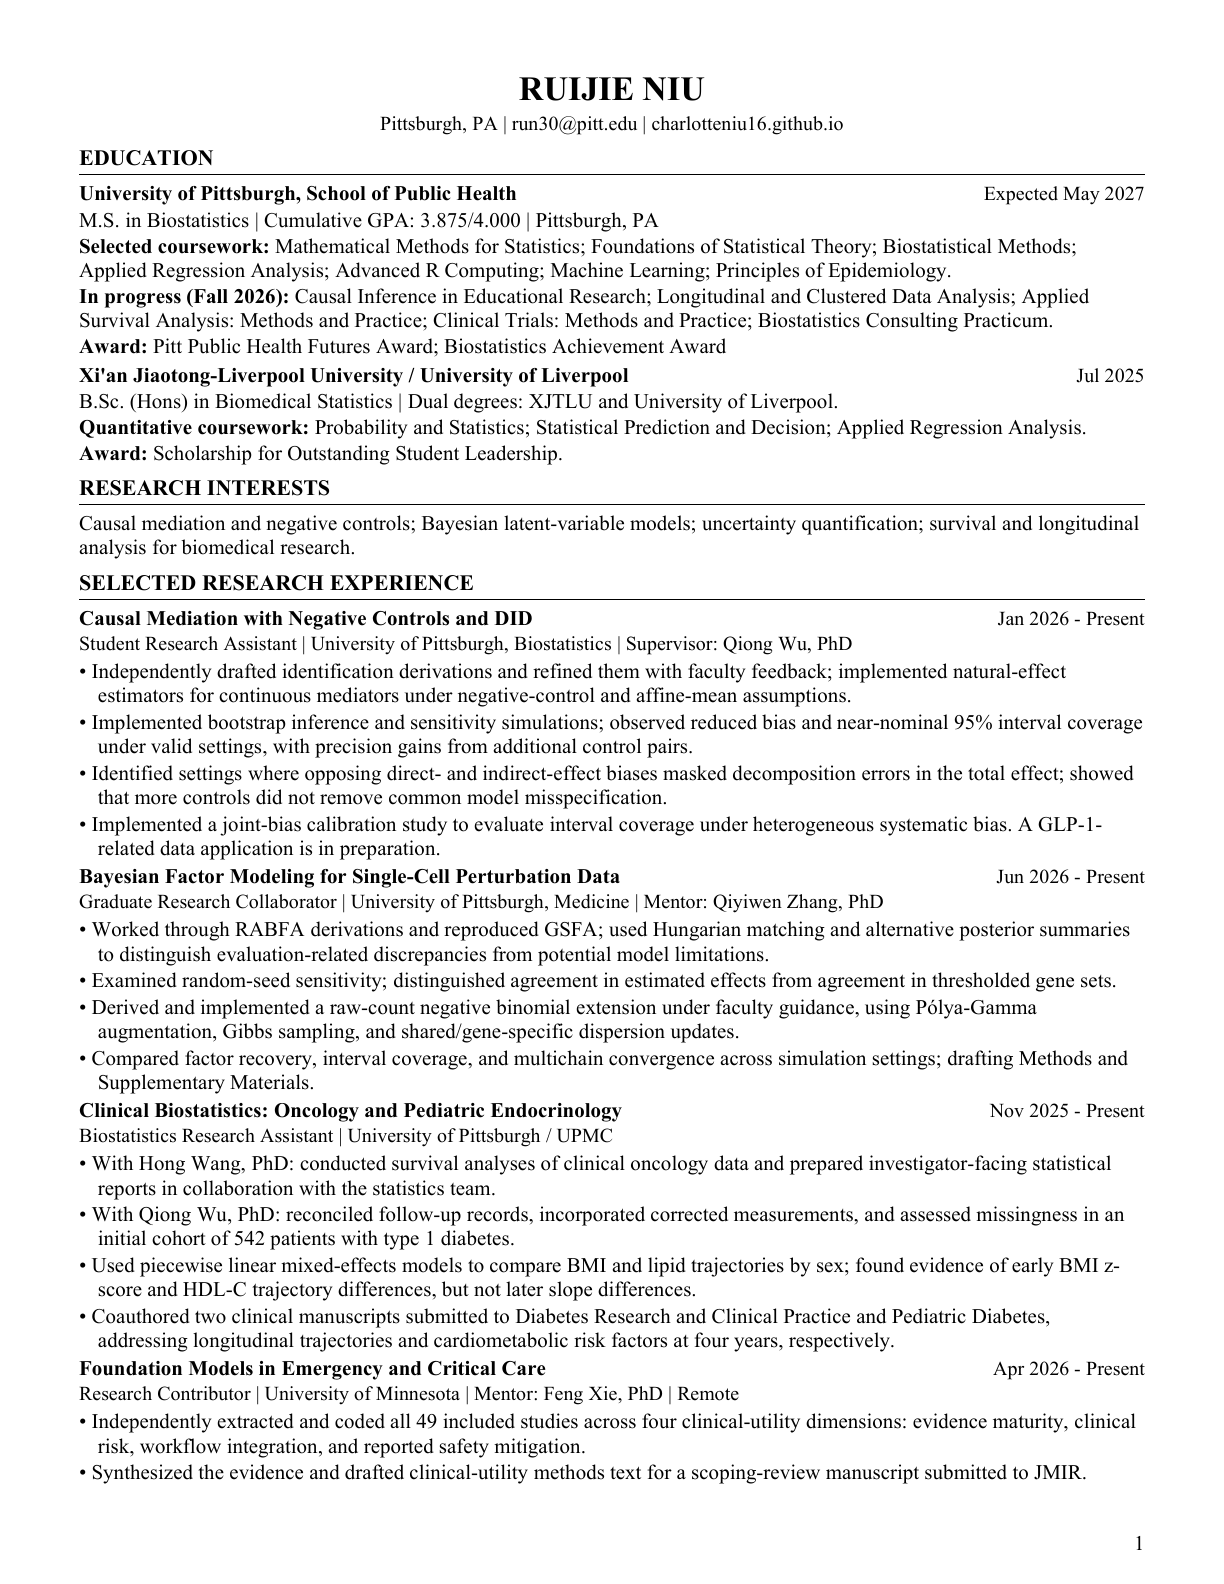 RUIJIE NIU
Pittsburgh, PA | run30@pitt.edu | charlotteniu16.github.io
EDUCATION
University of Pittsburgh, School of Public Health Expected May 2027
M.S. in Biostatistics | Cumulative GPA: 3.875/4.000 | Pittsburgh, PA
Selected coursework: Mathematical Methods for Statistics; Foundations of Statistical Theory; Biostatistical Methods;
Applied Regression Analysis; Advanced R Computing; Machine Learning; Principles of Epidemiology.
In progress (Fall 2026): Causal Inference in Educational Research; Longitudinal and Clustered Data Analysis; Applied
Survival Analysis: Methods and Practice; Clinical Trials: Methods and Practice; Biostatistics Consulting Practicum.
Award: Pitt Public Health Futures Award; Biostatistics Achievement Award
Xi'an Jiaotong-Liverpool University / University of Liverpool Jul 2025
B.Sc. (Hons) in Biomedical Statistics | Dual degrees: XJTLU and University of Liverpool.
Quantitative coursework: Probability and Statistics; Statistical Prediction and Decision; Applied Regression Analysis.
Award: Scholarship for Outstanding Student Leadership.
RESEARCH INTERESTS
Causal mediation and negative controls; Bayesian latent-variable models; uncertainty quantification; survival and longitudinal
analysis for biomedical research.
SELECTED RESEARCH EXPERIENCE
Causal Mediation with Negative Controls and DID Jan 2026 - Present
Student Research Assistant | University of Pittsburgh, Biostatistics | Supervisor: Qiong Wu, PhD
• Independently drafted identification derivations and refined them with faculty feedback; implemented natural-effect
estimators for continuous mediators under negative-control and affine-mean assumptions.
• Implemented bootstrap inference and sensitivity simulations; observed reduced bias and near-nominal 95% interval coverage
under valid settings, with precision gains from additional control pairs.
• Identified settings where opposing direct- and indirect-effect biases masked decomposition errors in the total effect; showed
that more controls did not remove common model misspecification.
• Implemented a joint-bias calibration study to evaluate interval coverage under heterogeneous systematic bias. A GLP-1-
related data application is in preparation.
Bayesian Factor Modeling for Single-Cell Perturbation Data Jun 2026 - Present
Graduate Research Collaborator | University of Pittsburgh, Medicine | Mentor: Qiyiwen Zhang, PhD
• Worked through RABFA derivations and reproduced GSFA; used Hungarian matching and alternative posterior summaries
to distinguish evaluation-related discrepancies from potential model limitations.
• Examined random-seed sensitivity; distinguished agreement in estimated effects from agreement in thresholded gene sets.
• Derived and implemented a raw-count negative binomial extension under faculty guidance, using Pólya-Gamma
augmentation, Gibbs sampling, and shared/gene-specific dispersion updates.
• Compared factor recovery, interval coverage, and multichain convergence across simulation settings; drafting Methods and
Supplementary Materials.
Clinical Biostatistics: Oncology and Pediatric Endocrinology Nov 2025 - Present
Biostatistics Research Assistant | University of Pittsburgh / UPMC
• With Hong Wang, PhD: conducted survival analyses of clinical oncology data and prepared investigator-facing statistical
reports in collaboration with the statistics team.
• With Qiong Wu, PhD: reconciled follow-up records, incorporated corrected measurements, and assessed missingness in an
initial cohort of 542 patients with type 1 diabetes.
• Used piecewise linear mixed-effects models to compare BMI and lipid trajectories by sex; found evidence of early BMI z-
score and HDL-C trajectory differences, but not later slope differences.
• Coauthored two clinical manuscripts submitted to Diabetes Research and Clinical Practice and Pediatric Diabetes,
addressing longitudinal trajectories and cardiometabolic risk factors at four years, respectively.
Foundation Models in Emergency and Critical Care Apr 2026 - Present
Research Contributor | University of Minnesota | Mentor: Feng Xie, PhD | Remote
• Independently extracted and coded all 49 included studies across four clinical-utility dimensions: evidence maturity, clinical
risk, workflow integration, and reported safety mitigation.
• Synthesized the evidence and drafted clinical-utility methods text for a scoping-review manuscript submitted to JMIR.
1